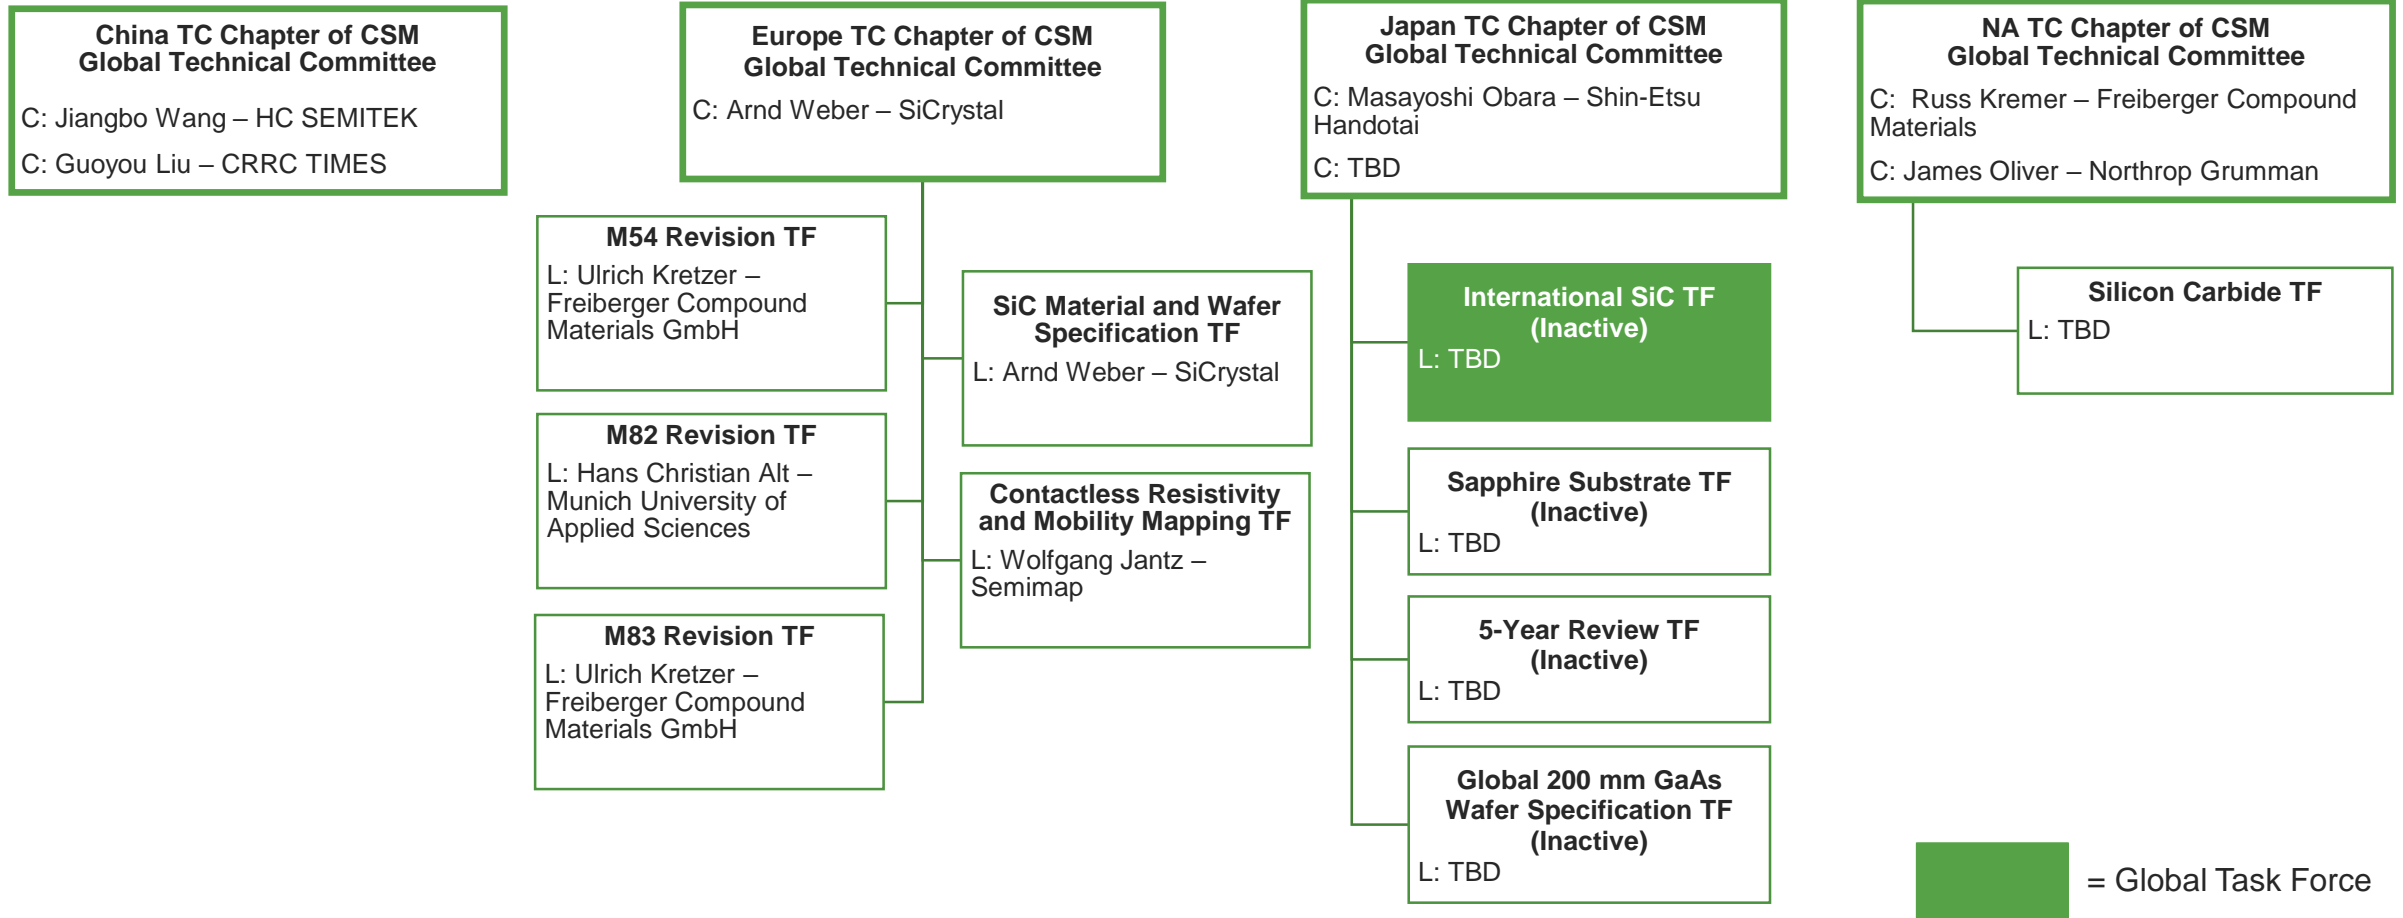 China TC Chapter of CSM
Global Technical Committee
C: Jiangbo Wang – HC SEMITEK
C: Guoyou Liu – CRRC TIMES
Europe TC Chapter of CSM
Global Technical Committee
C: Arnd Weber – SiCrystal
Japan TC Chapter of CSM
Global Technical Committee
C: Masayoshi Obara – Shin-Etsu
Handotai
C: TBD
NA TC Chapter of CSM
Global Technical Committee
C: Russ Kremer – Freiberger Compound
Materials
C: James Oliver – Northrop Grumman
M54 Revision TF
L: Ulrich Kretzer –
Freiberger Compound
Materials GmbH
M82 Revision TF
L: Hans Christian Alt –
Munich University of
Applied Sciences
M83 Revision TF
L: Ulrich Kretzer –
Freiberger Compound
Materials GmbH
SiC Material and Wafer
Specification TF
L: Arnd Weber – SiCrystal
Contactless Resistivity
and Mobility Mapping TF
L: Wolfgang Jantz –
Semimap
International SiC TF
(Inactive)
L: TBD
Sapphire Substrate TF
(Inactive)
L: TBD
5-Year Review TF
(Inactive)
L: TBD
Global 200 mm GaAs
Wafer Specification TF
(Inactive)
L: TBD
Silicon Carbide TF
L: TBD
= Global Task Force